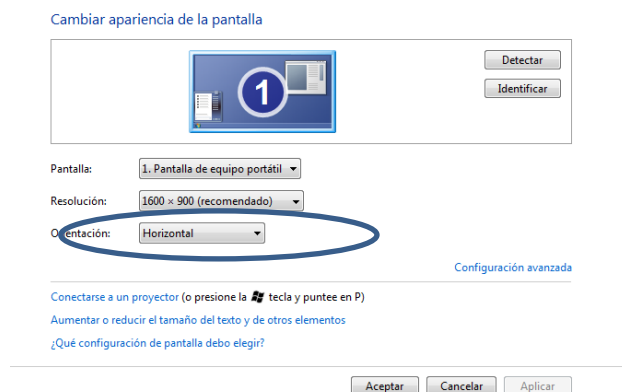 Cambiar apariencia de la pantalla
1
Detectar
Identificar
Pantalla: 1. Pantalla de equipo portátil
Resolución: 1600 × 900 (recomendado)
Orientación: Horizontal
Configuración avanzada
Conectarse a un proyector (o presione la tecla y puntee en P)
Aumentar o reducir el tamaño del texto y de otros elementos
¿Qué configuración de pantalla debo elegir?
Aceptar Cancelar Aplicar